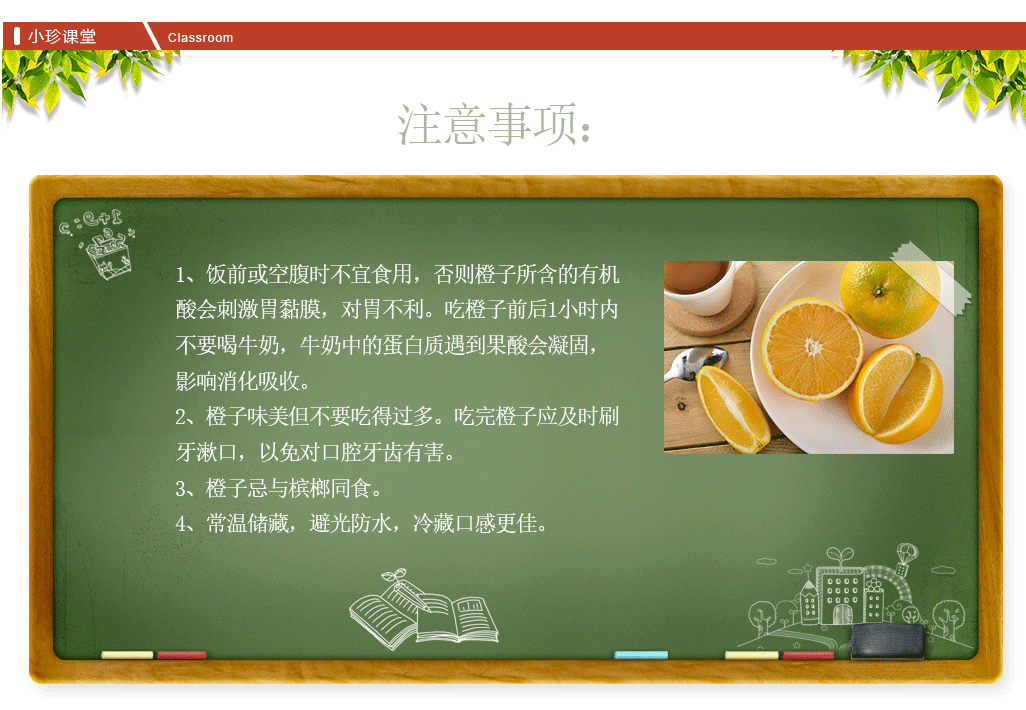 小珍课堂
Classroom
注意事项：
1、饭前或空腹时不宜食用，否则橙子所含的有机
酸会刺激胃黏膜，对胃不利。吃橙子前后1小时内
不要喝牛奶，牛奶中的蛋白质遇到果酸会凝固，
影响消化吸收。
2、橙子味美但不要吃得过多。吃完橙子应及时刷
牙漱口，以免对口腔牙齿有害。
3、橙子忌与槟榔同食。
4、常温储藏，避光防水，冷藏口感更佳。